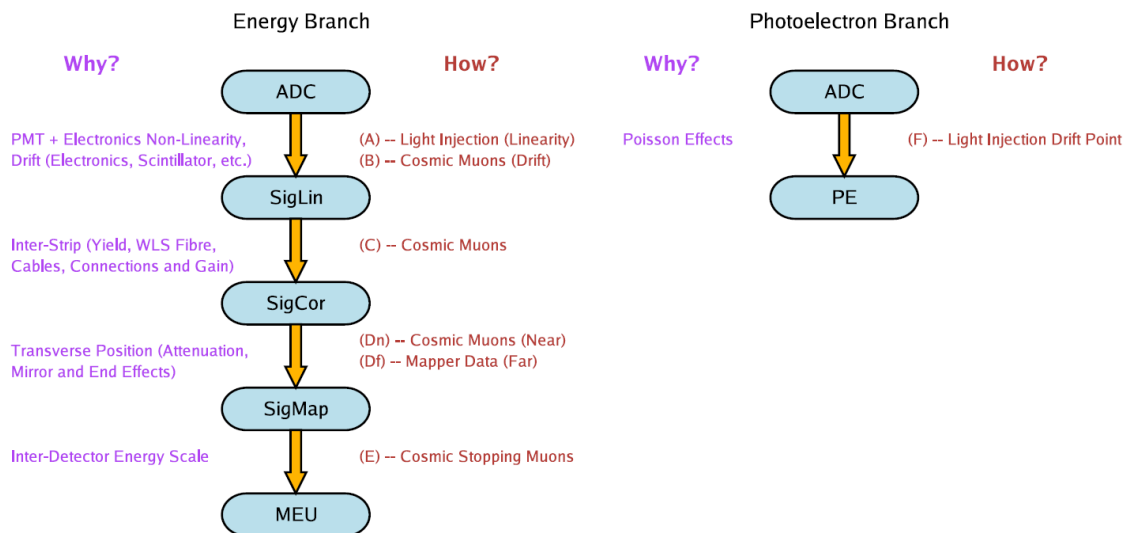 Energy Branch
Why?
How?
ADC
PMT + Electronics Non-Linearity,
Drift (Electronics, Scintillator, etc.)
(A) -- Light Injection (Linearity)
(B) -- Cosmic Muons (Drift)
SigLin
Inter-Strip (Yield, WLS Fibre,
Cables, Connections and Gain)
(C) -- Cosmic Muons
SigCor
Transverse Position (Attenuation,
Mirror and End Effects)
(Dn) -- Cosmic Muons (Near)
(Df) -- Mapper Data (Far)
SigMap
Inter-Detector Energy Scale
(E) -- Cosmic Stopping Muons
MEU
Photoelectron Branch
Why?
How?
ADC
Poisson Effects
(F) -- Light Injection Drift Point
PE